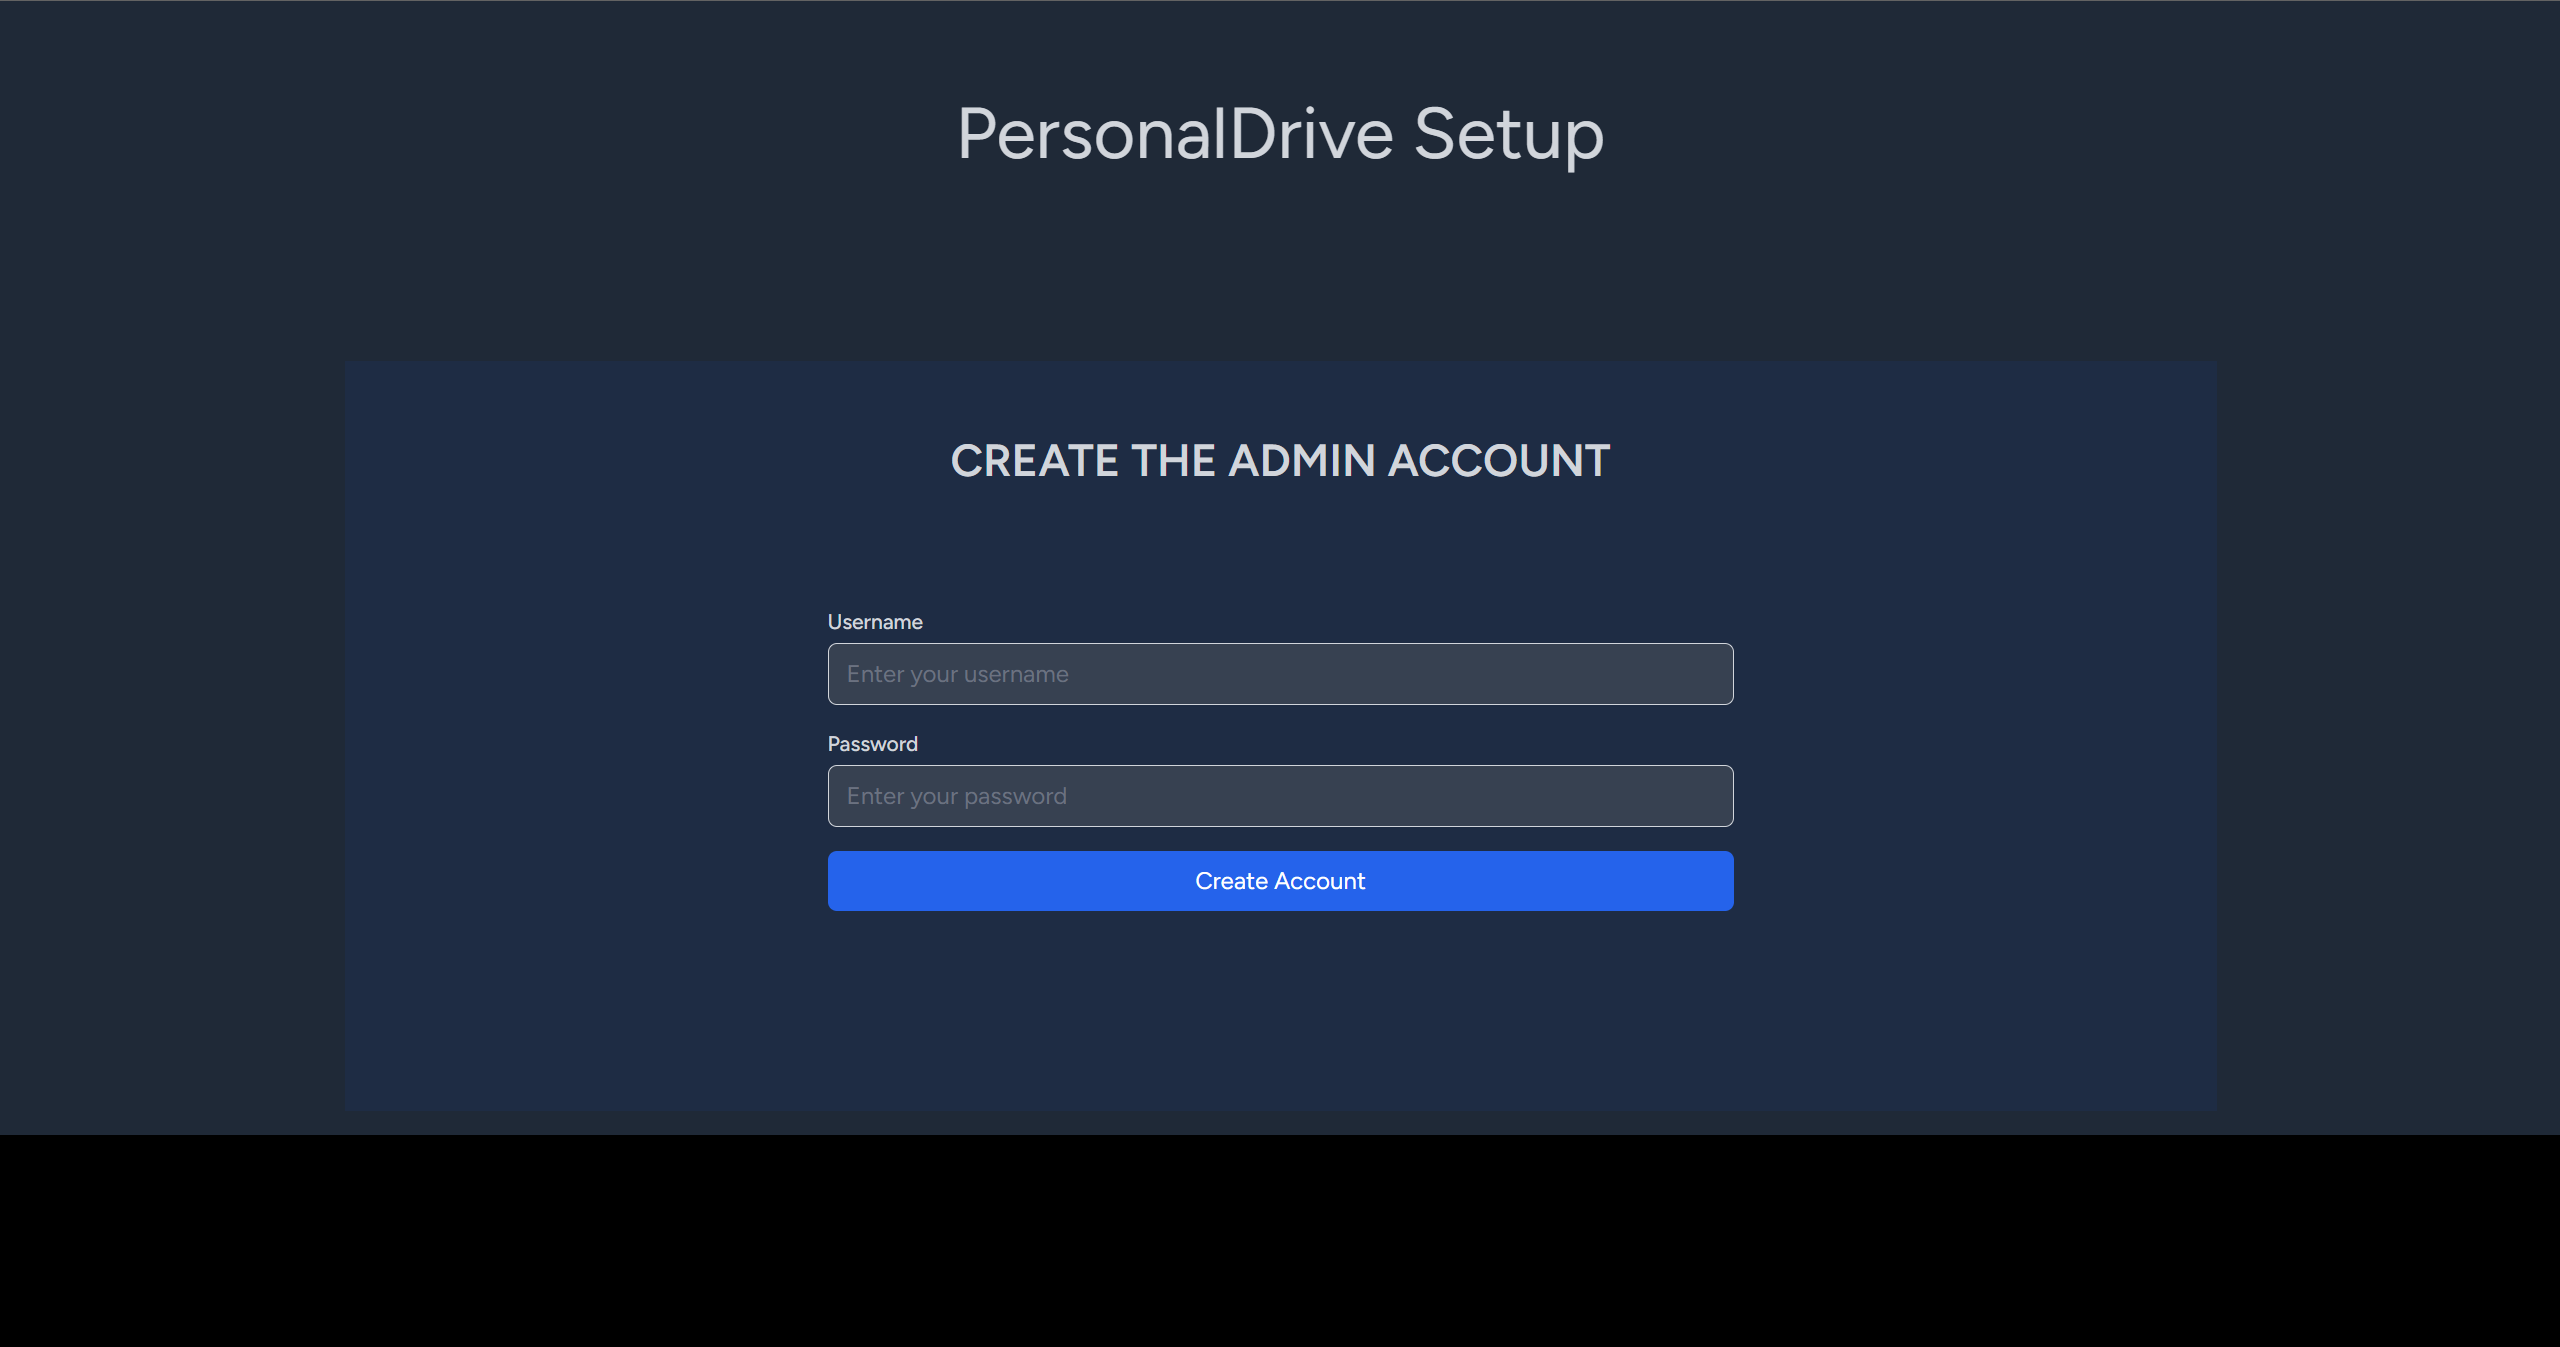 PersonalDrive Setup
CREATE THE ADMIN ACCOUNT
Username
Enter your username
Password
Enter your password
Create Account